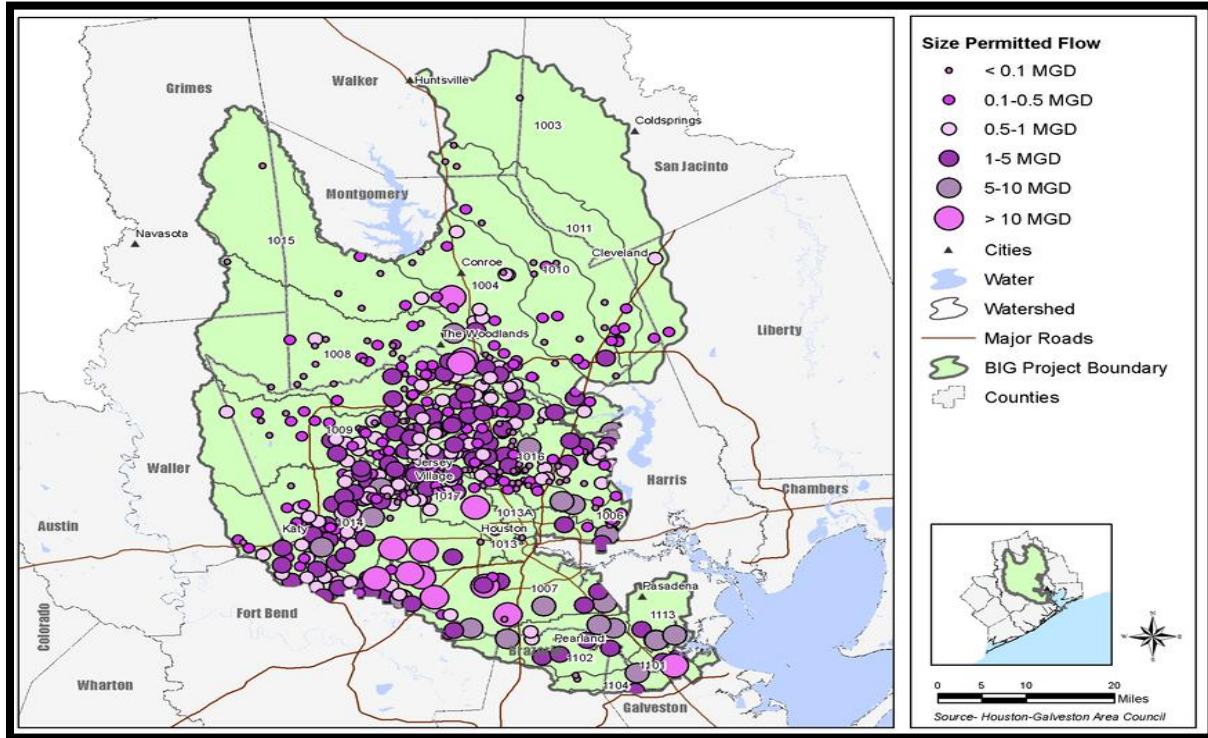 Grimes
Walker
Huntsville
1003
Coldsprings
San Jacinto
Montgomery
Navasota
1015
1011
Cleveland
Conroe
1010
1004
Liberty
The Woodlands
1008
1009
Jersey
Village
1016
Waller
Harris
1017
Chambers
1013A
1006
Austin
1014
Katy
Houston
1013
Fort Bend
1007
Pasadena
1113
Colorado
Pearland
1102
1101
Wharton
1104
Galveston
Size Permitted Flow
< 0.1 MGD
0.1-0.5 MGD
0.5-1 MGD
1-5 MGD
5-10 MGD
> 10 MGD
Cities
Water
Watershed
Major Roads
BIG Project Boundary
Counties
0 5 10 20
Miles
Source- Houston-Galveston Area Council